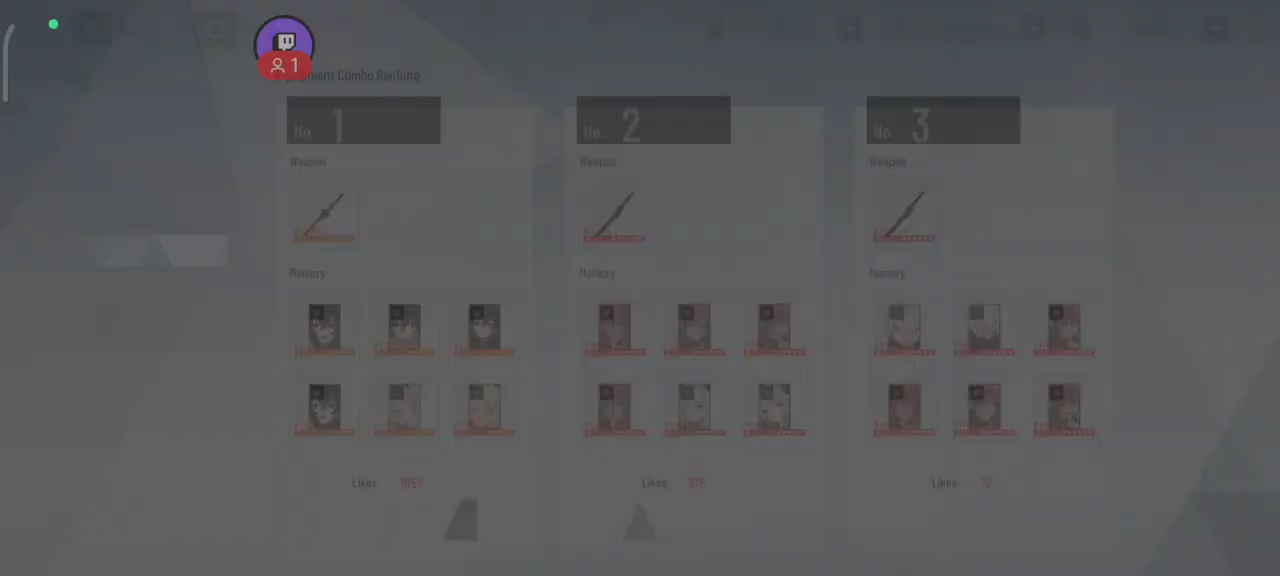 1
Equipment Combo Ranking
No. 1
No. 2
No. 3
Weapon
Weapon
Weapon
Memory
Memory
Memory
Likes
Likes
Likes